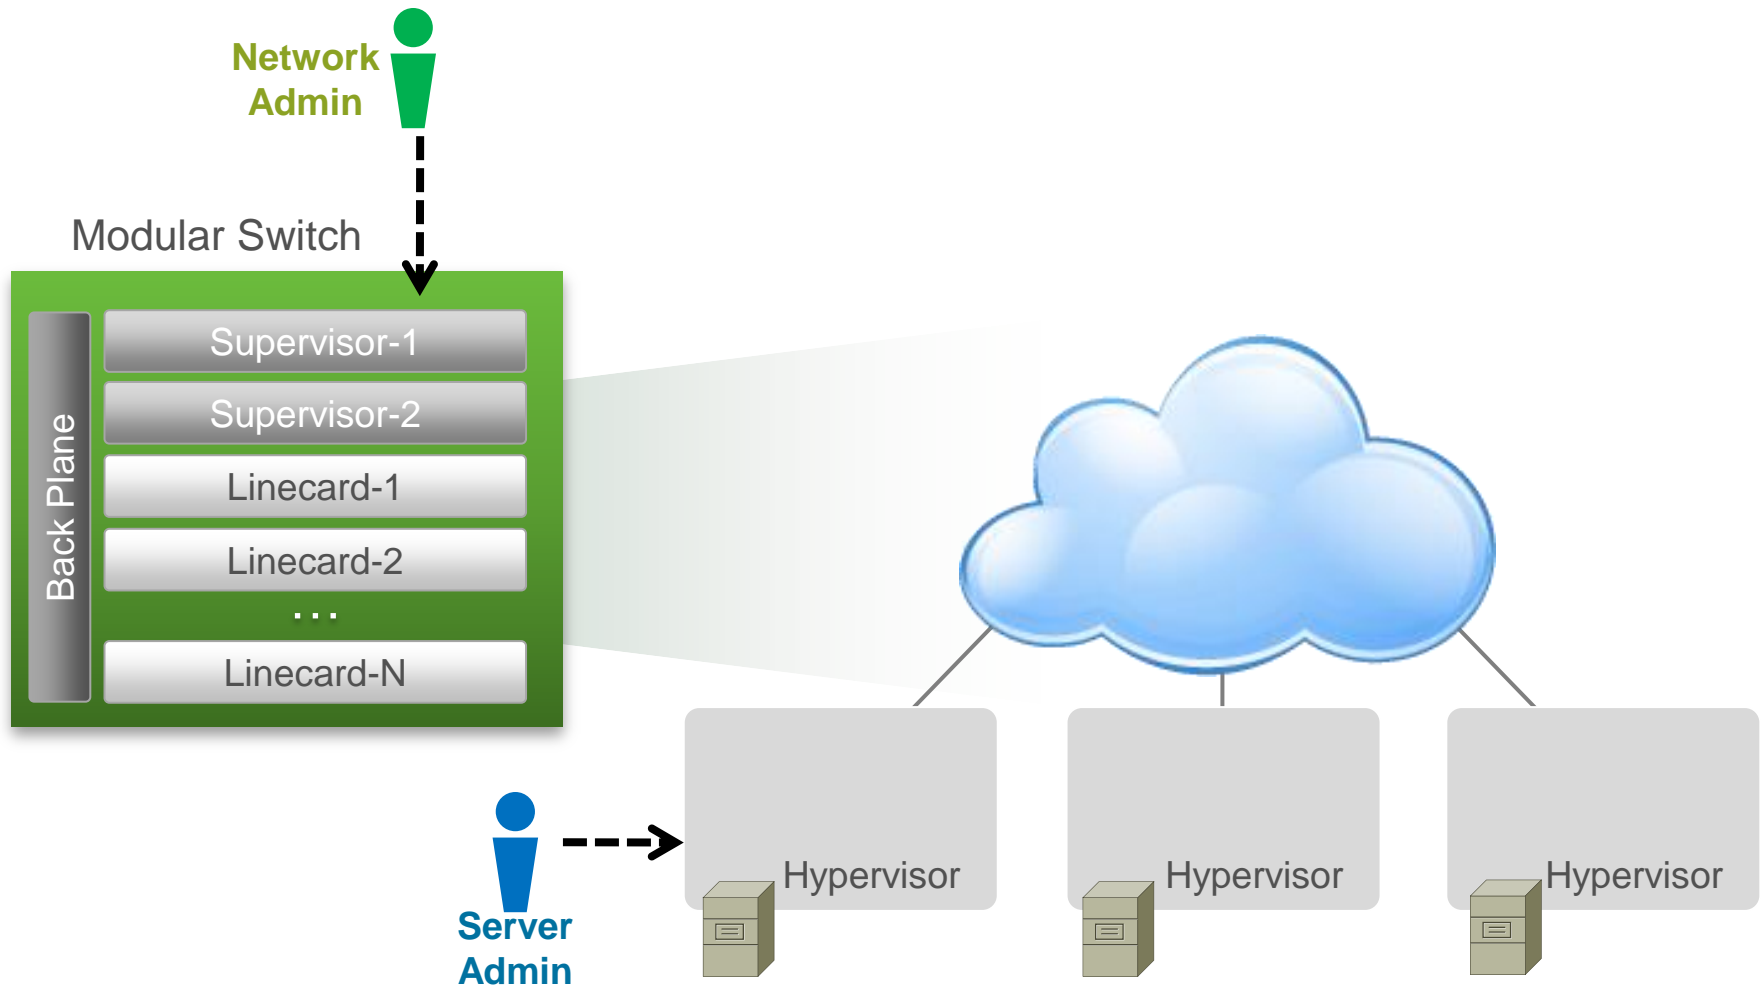 Network
Admin
Modular Switch
Back Plane
Supervisor-1
Supervisor-2
Linecard-1
Linecard-2
...
Linecard-N
Hypervisor
Hypervisor
Hypervisor
Server
Admin